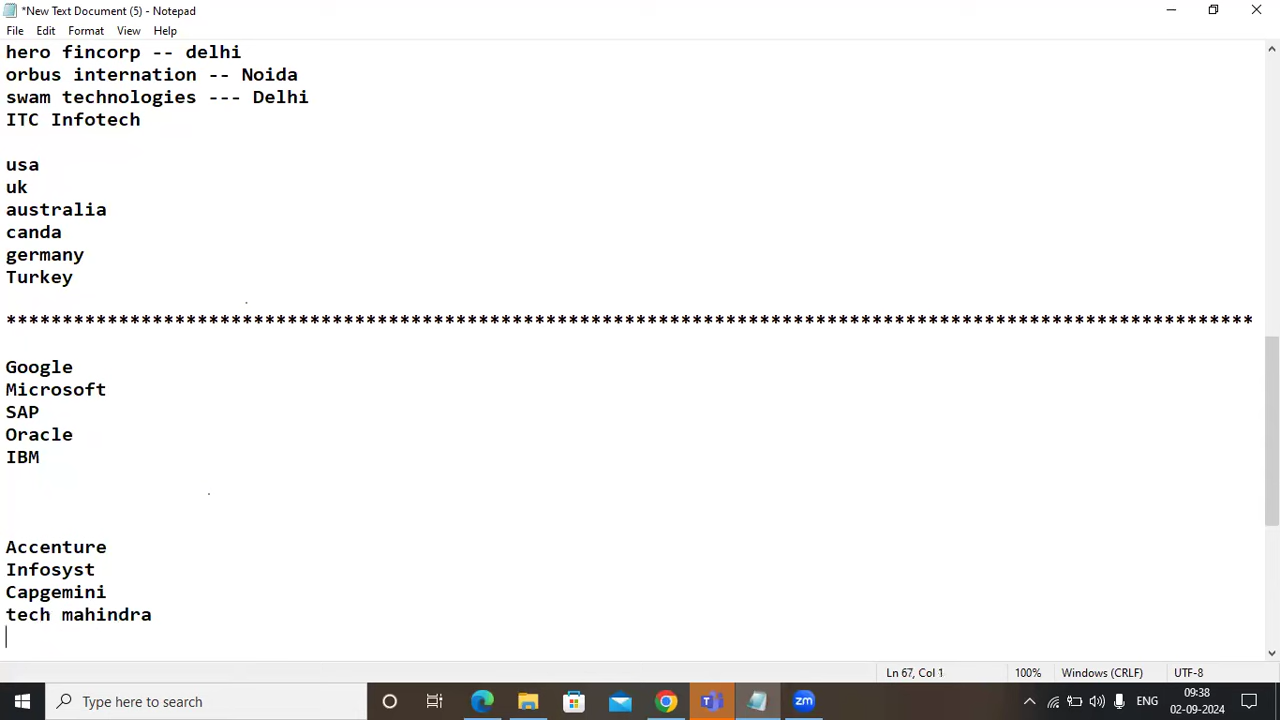 *New Text Document (5) - Notepad
File Edit Format View Help
hero fincorp -- delhi
orbus internation -- Noida
swam technologies --- Delhi
ITC Infotech
usa
uk
australia
canda
germany
Turkey
***************************************************************************************************************
Google
Microsoft
SAP
Oracle
IBM
Accenture
Infosyst
Capgemini
tech mahindra
Ln 67, Col 1 100% Windows (CRLF) UTF-8
Type here to search
ENG
09:38
02-09-2024